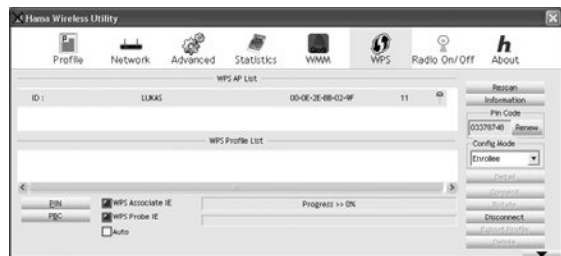 Hama Wireless Utility
Profile Network Advanced Statistics WMM WPS Radio On/Off About
WPS AP List
ID : LUKAS 00-0E-2E-88-02-9F 11
WPS Profile List
Rescan
Information
Pin Code
03378748 Renew
Config Mode
Enrollee
Detail
Connect
Rotate
Disconnect
Export Profile
Delete
PIN WPS Associate IE Progress >> 0%
PBC WPS Probe IE
Auto